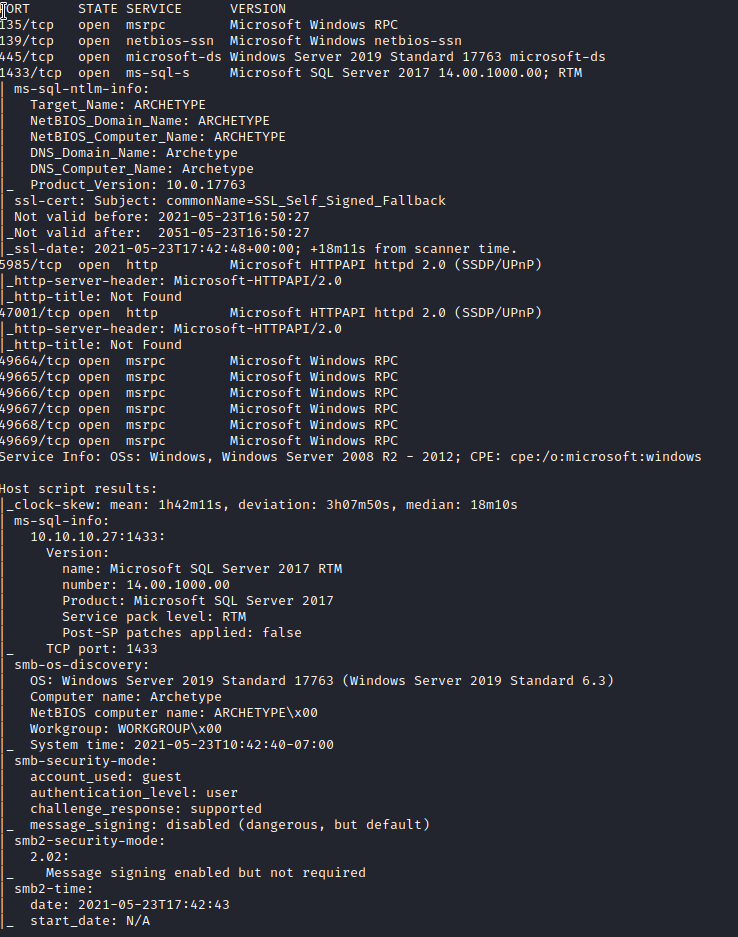 PORT      STATE SERVICE      VERSION
135/tcp   open  msrpc        Microsoft Windows RPC
139/tcp   open  netbios-ssn  Microsoft Windows netbios-ssn
445/tcp   open  microsoft-ds Windows Server 2019 Standard 17763 microsoft-ds
1433/tcp  open  ms-sql-s     Microsoft SQL Server 2017 14.00.1000.00; RTM
| ms-sql-ntlm-info:
|   Target_Name: ARCHETYPE
|   NetBIOS_Domain_Name: ARCHETYPE
|   NetBIOS_Computer_Name: ARCHETYPE
|   DNS_Domain_Name: Archetype
|   DNS_Computer_Name: Archetype
|_  Product_Version: 10.0.17763
| ssl-cert: Subject: commonName=SSL_Self_Signed_Fallback
| Not valid before: 2021-05-23T16:50:27
|_Not valid after:  2051-05-23T16:50:27
|_ssl-date: 2021-05-23T17:42:48+00:00; +18m11s from scanner time.
5985/tcp  open  http         Microsoft HTTPAPI httpd 2.0 (SSDP/UPnP)
|_http-server-header: Microsoft-HTTPAPI/2.0
|_http-title: Not Found
47001/tcp open  http         Microsoft HTTPAPI httpd 2.0 (SSDP/UPnP)
|_http-server-header: Microsoft-HTTPAPI/2.0
|_http-title: Not Found
49664/tcp open  msrpc        Microsoft Windows RPC
49665/tcp open  msrpc        Microsoft Windows RPC
49666/tcp open  msrpc        Microsoft Windows RPC
49667/tcp open  msrpc        Microsoft Windows RPC
49668/tcp open  msrpc        Microsoft Windows RPC
49669/tcp open  msrpc        Microsoft Windows RPC
Service Info: OSs: Windows, Windows Server 2008 R2 - 2012; CPE: cpe:/o:microsoft:windows
Host script results:
|_clock-skew: mean: 1h42m11s, deviation: 3h07m50s, median: 18m10s
| ms-sql-info:
|   10.10.10.27:1433:
|     Version:
|       name: Microsoft SQL Server 2017 RTM
|       number: 14.00.1000.00
|       Product: Microsoft SQL Server 2017
|       Service pack level: RTM
|       Post-SP patches applied: false
|_    TCP port: 1433
| smb-os-discovery:
|   OS: Windows Server 2019 Standard 17763 (Windows Server 2019 Standard 6.3)
|   Computer name: Archetype
|   NetBIOS computer name: ARCHETYPE\x00
|   Workgroup: WORKGROUP\x00
|_  System time: 2021-05-23T10:42:40-07:00
| smb-security-mode:
|   account_used: guest
|   authentication_level: user
|   challenge_response: supported
|_  message_signing: disabled (dangerous, but default)
| smb2-security-mode:
|   2.02:
|_    Message signing enabled but not required
| smb2-time:
|   date: 2021-05-23T17:42:43
|_  start_date: N/A